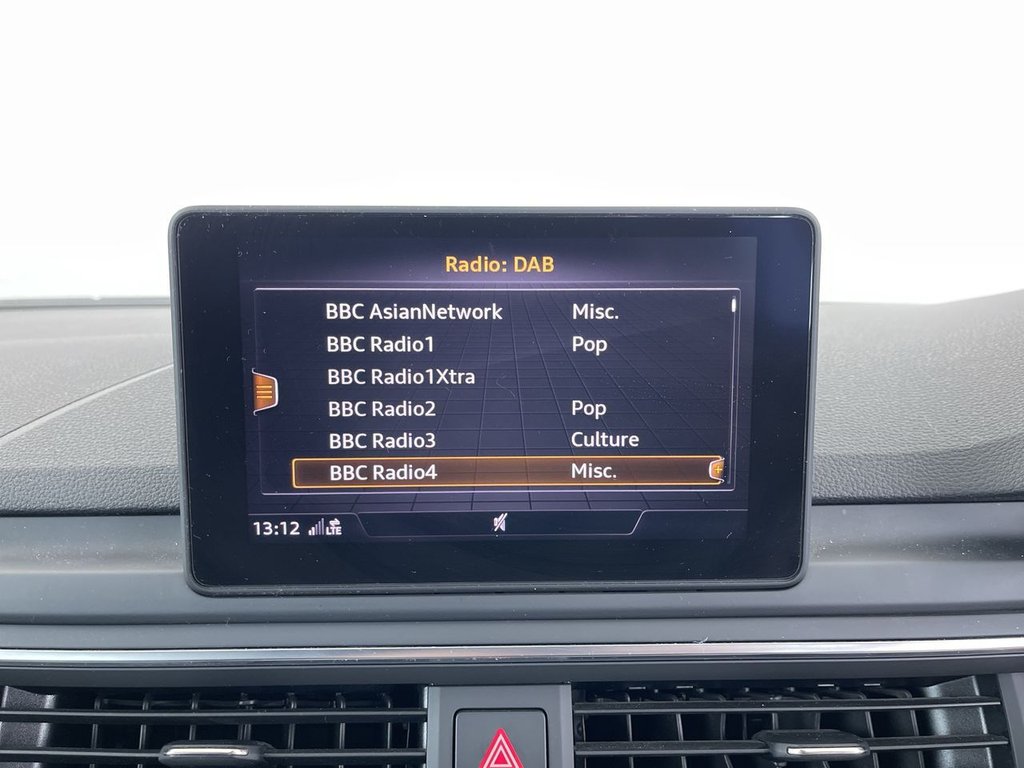 Radio: DAB
BBC AsianNetwork Misc.
BBC Radio1 Pop
BBC Radio1Xtra
BBC Radio2 Pop
BBC Radio3 Culture
BBC Radio4 Misc.
13:12 LTE